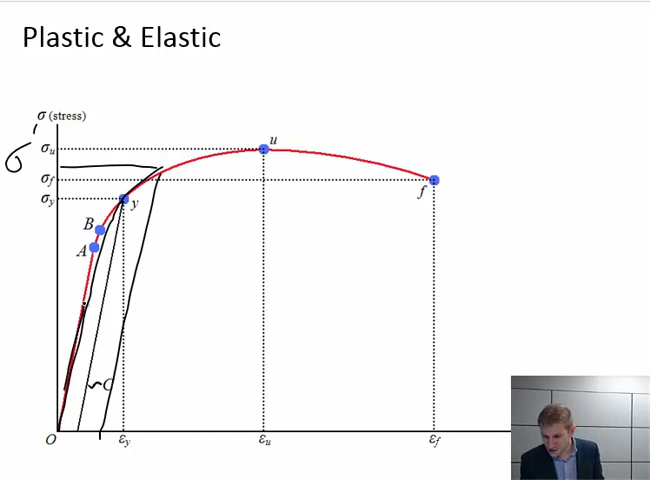 Plastic & Elastic
σ (stress)
σ
σu
u
σf
f
σy
y
B
A
C
O
εy
εu
εf